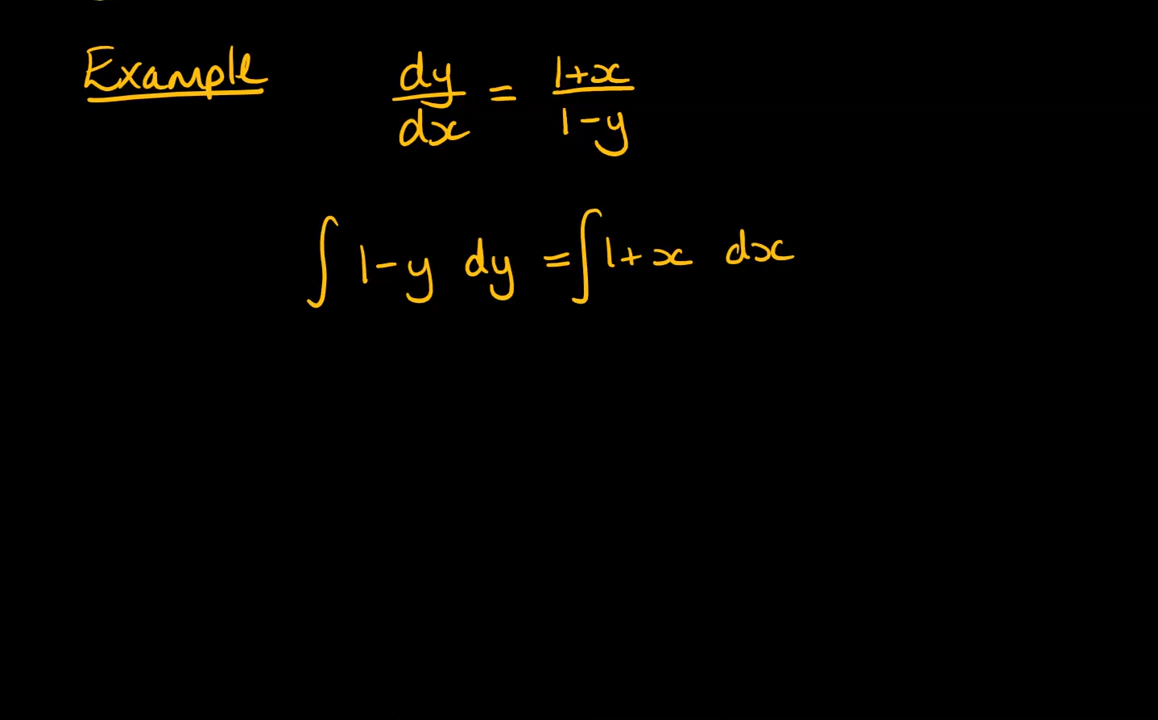 Example dy/dx = 1+x/1-y
∫ 1-y dy = ∫ 1+x dx